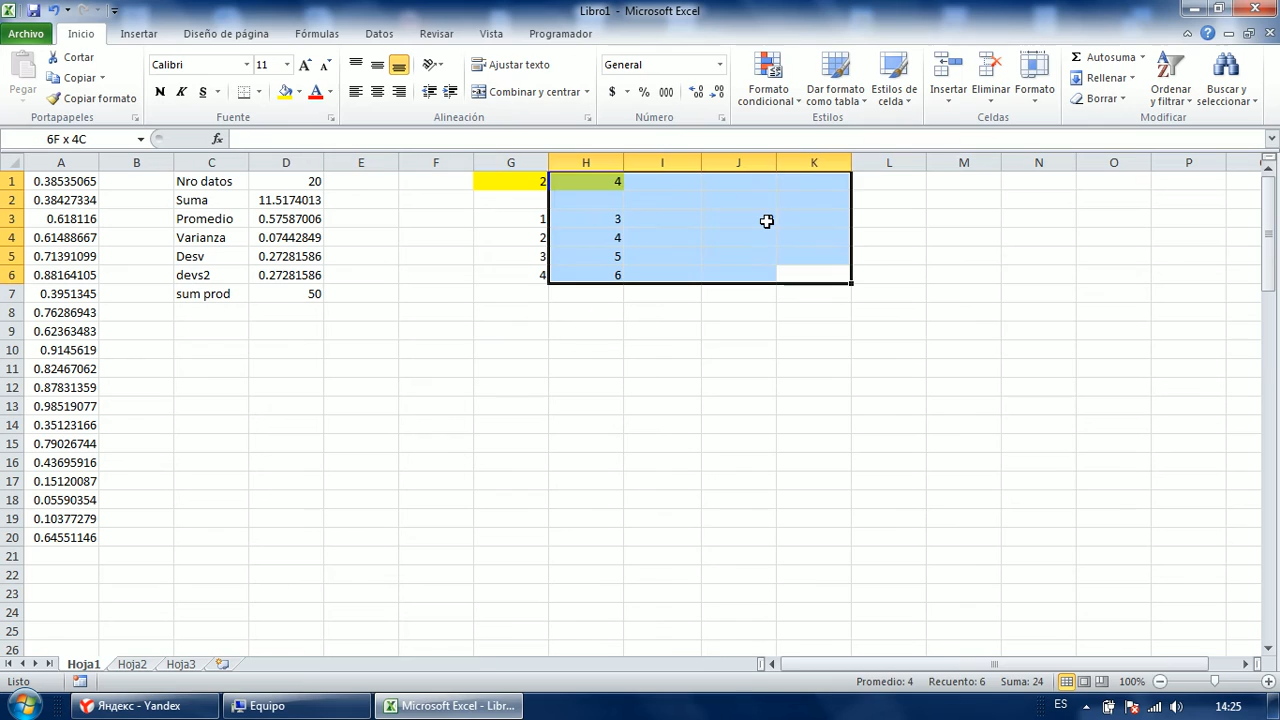 Libro1 - Microsoft Excel
Archivo Inicio Insertar Diseño de página Fórmulas Datos Revisar Vista Programador
Pegar
Cortar
Copiar
Copiar formato
Portapapeles
Calibri 11
N K S
Fuente
Ajustar texto
Combinar y centrar
Alineación
General
$ % 000
Número
Formato condicional
Dar formato como tabla
Estilos de celda
Estilos
Insertar Eliminar Formato
Celdas
Σ Autosuma
Rellenar
Borrar
Ordenar y filtrar
Buscar y seleccionar
Modificar
6F x 4C fx
A B C D E F G H I J K L M N O P
1 0.38535065 Nro datos 20 2 4
2 0.38427334 Suma 11.5174013
3 0.618116 Promedio 0.57587006 1 3
4 0.61488667 Varianza 0.07442849 2 4
5 0.71391091 Desv 0.27281586 3 5
6 0.88164105 devs2 0.27281586 4 6
7 0.3951345 sum prod 50
8 0.76286943
9 0.62363483
10 0.9145619
11 0.82467062
12 0.87831359
13 0.98519077
14 0.35123166
15 0.79026744
16 0.43695916
17 0.15120087
18 0.05590354
19 0.10377279
20 0.64551146
21
22
23
24
25
26
Hoja1 Hoja2 Hoja3
Listo Promedio: 4 Recuento: 6 Suma: 24 100%
Яндекс - Yandex Equipo Microsoft Excel - Libr... ES 14:25